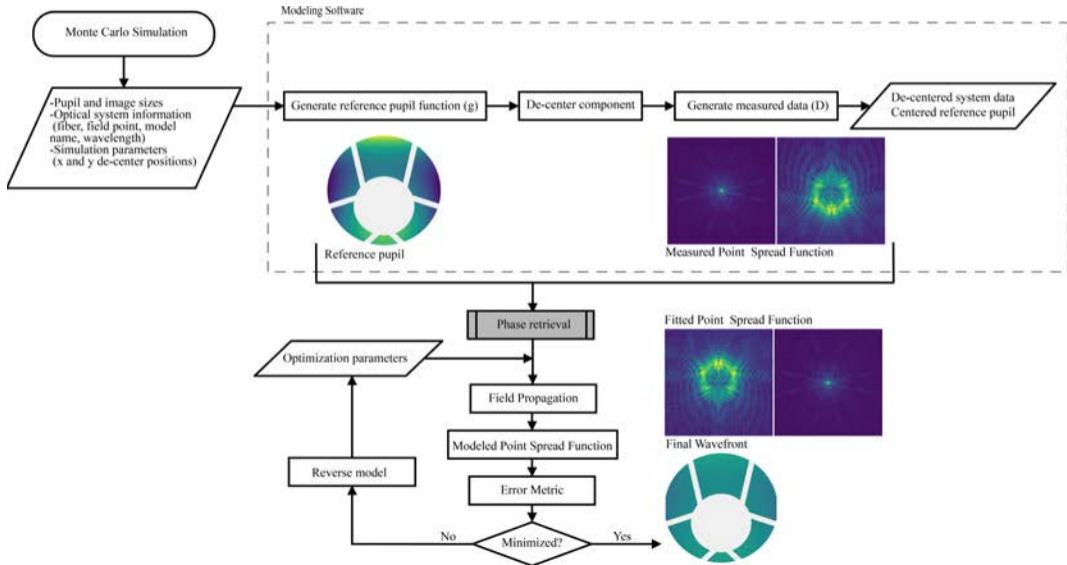 Modeling Software
Monte Carlo Simulation
-Pupil and image sizes
-Optical system information
(fiber, field point, model
name, wavelength)
-Simulation parameters
(x and y de-center positions)
Generate reference pupil function (g)
De-center component
Generate measured data (D)
De-centered system data
Centered reference pupil
Reference pupil
Measured Point Spread Function
Phase retrieval
Fitted Point Spread Function
Optimization parameters
Field Propagation
Modeled Point Spread Function
Final Wavefront
Reverse model
Error Metric
No
Minimized?
Yes